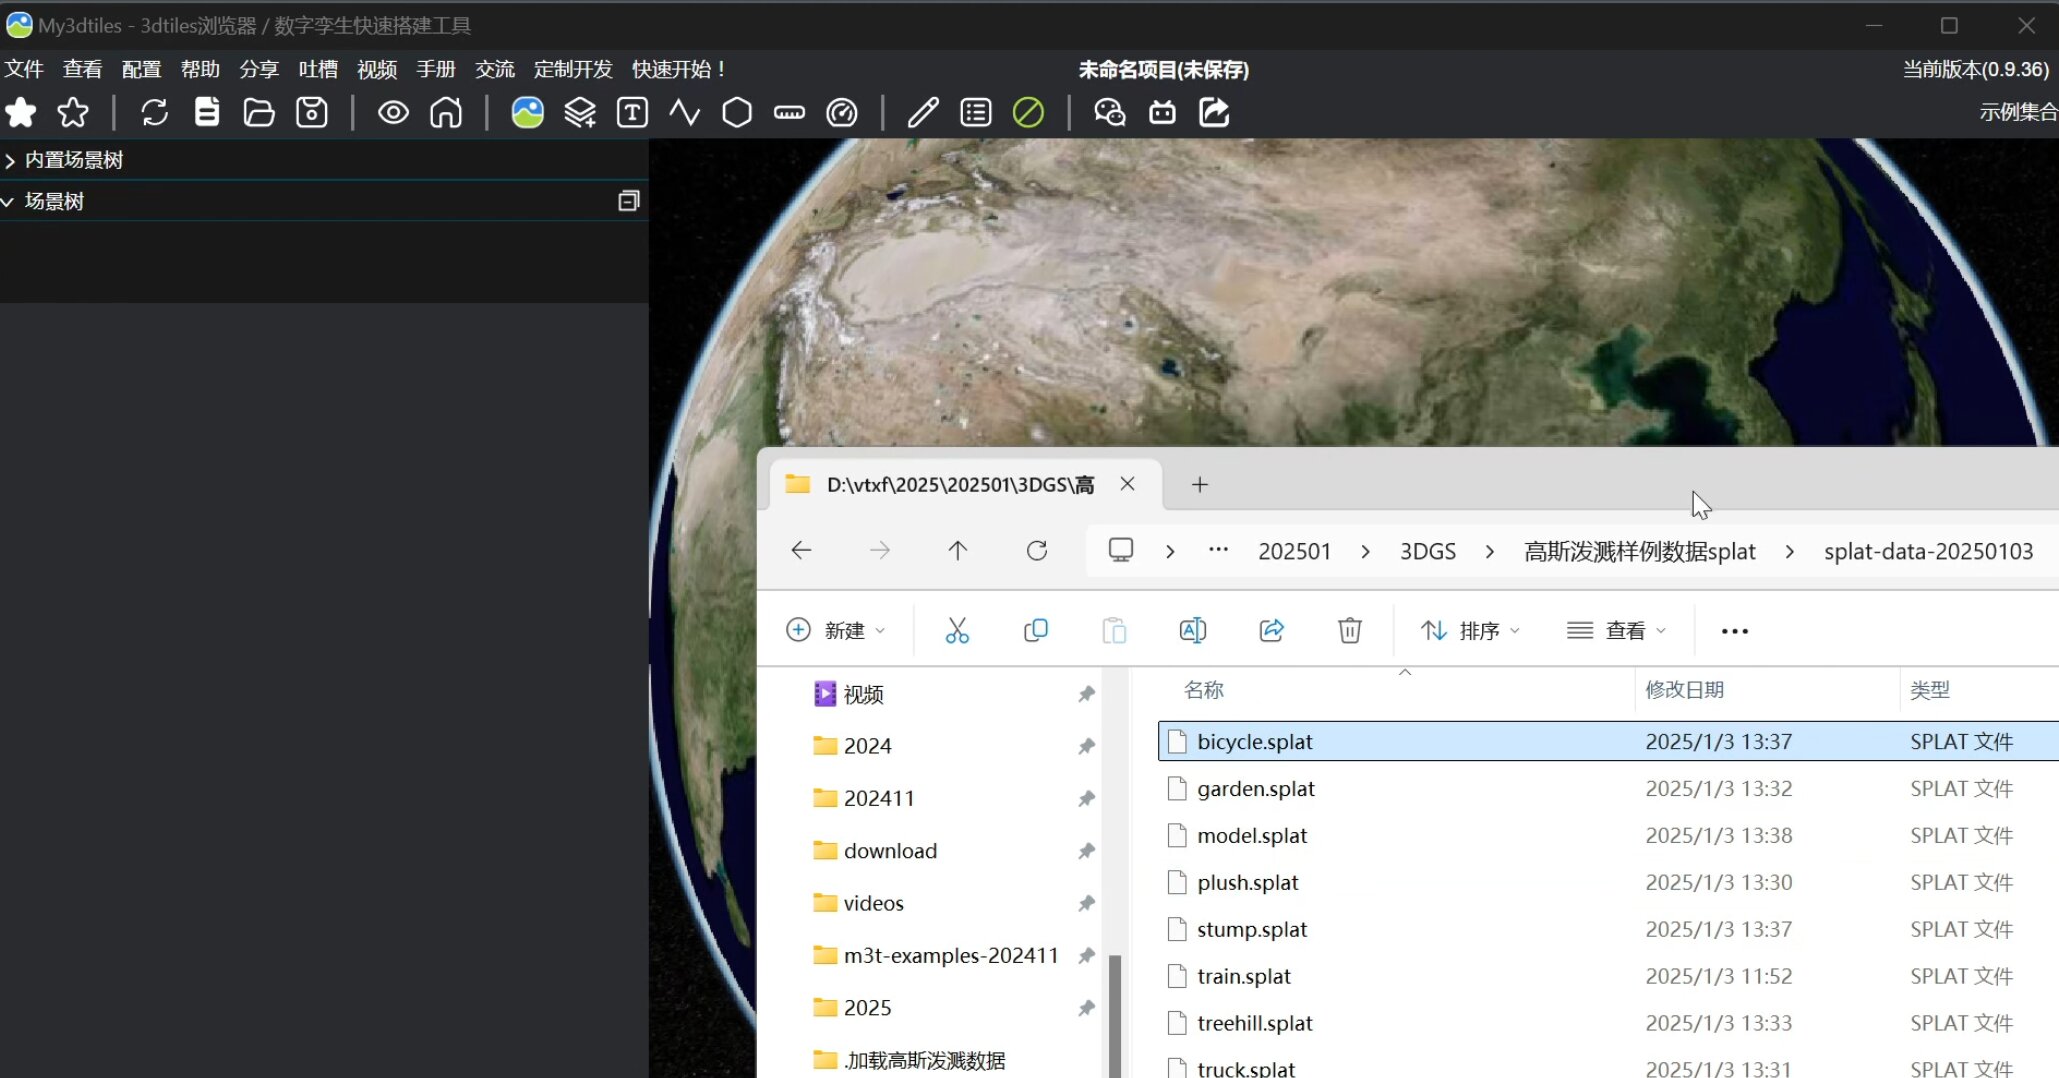 My3dtiles - 3dtiles浏览器 / 数字孪生快速搭建工具
文件 查看 配置 帮助 分享 吐槽 视频 手册 交流 定制开发 快速开始！ 未命名项目(未保存) 当前版本(0.9.36)
示例集合
内置场景树
场景树
D:\vtxf\2025\202501\3DGS\高
202501 3DGS 高斯泼溅样例数据splat splat-data-20250103
新建 排序 查看
视频
2024
202411
download
videos
m3t-examples-202411
2025
.加载高斯泼溅数据
名称 修改日期 类型
bicycle.splat 2025/1/3 13:37 SPLAT 文件
garden.splat 2025/1/3 13:32 SPLAT 文件
model.splat 2025/1/3 13:38 SPLAT 文件
plush.splat 2025/1/3 13:30 SPLAT 文件
stump.splat 2025/1/3 13:37 SPLAT 文件
train.splat 2025/1/3 11:52 SPLAT 文件
treehill.splat 2025/1/3 13:33 SPLAT 文件
truck.splat 2025/1/3 13:31 SPLAT 文件